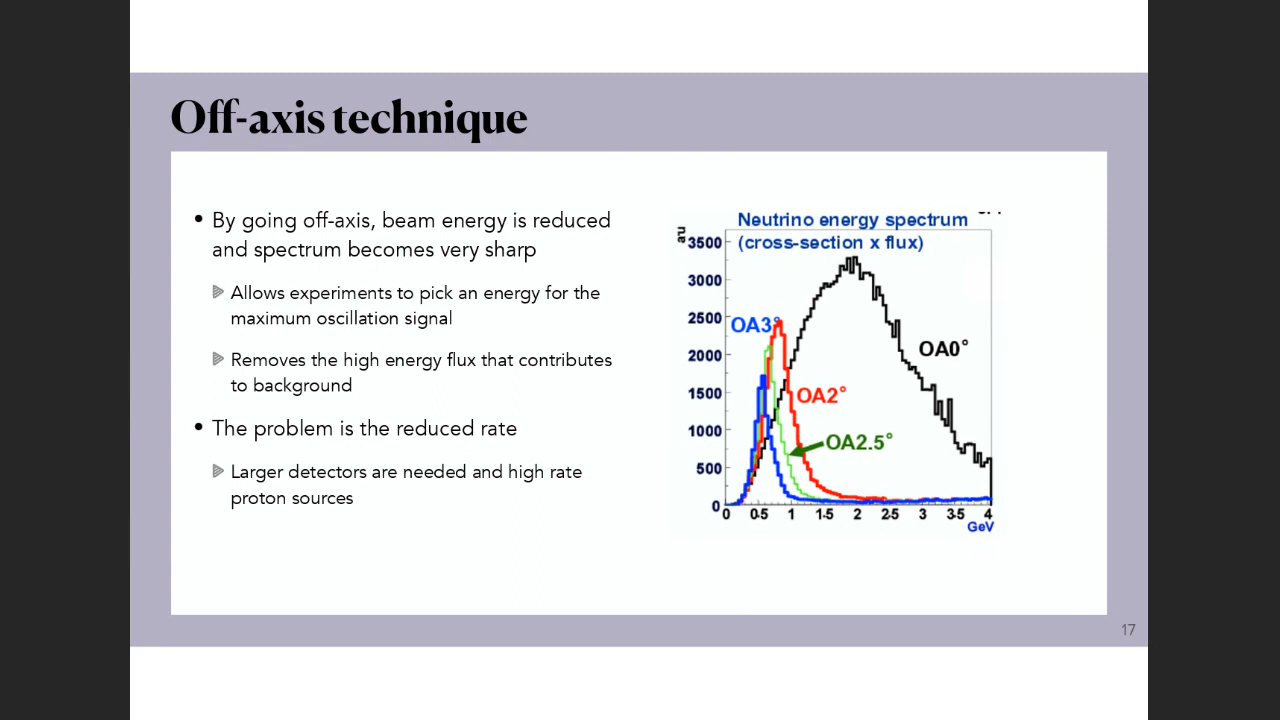 Off-axis technique
• By going off-axis, beam energy is reduced
and spectrum becomes very sharp
Allows experiments to pick an energy for the
maximum oscillation signal
Removes the high energy flux that contributes
to background
• The problem is the reduced rate
Larger detectors are needed and high rate
proton sources
Neutrino energy spectrum
(cross-section x flux)
au
3500
3000
2500
2000
1500
1000
500
0
OA3°
OA0°
OA2°
OA2.5°
0 0.5 1 1.5 2 2.5 3 3.5 4
GeV
17